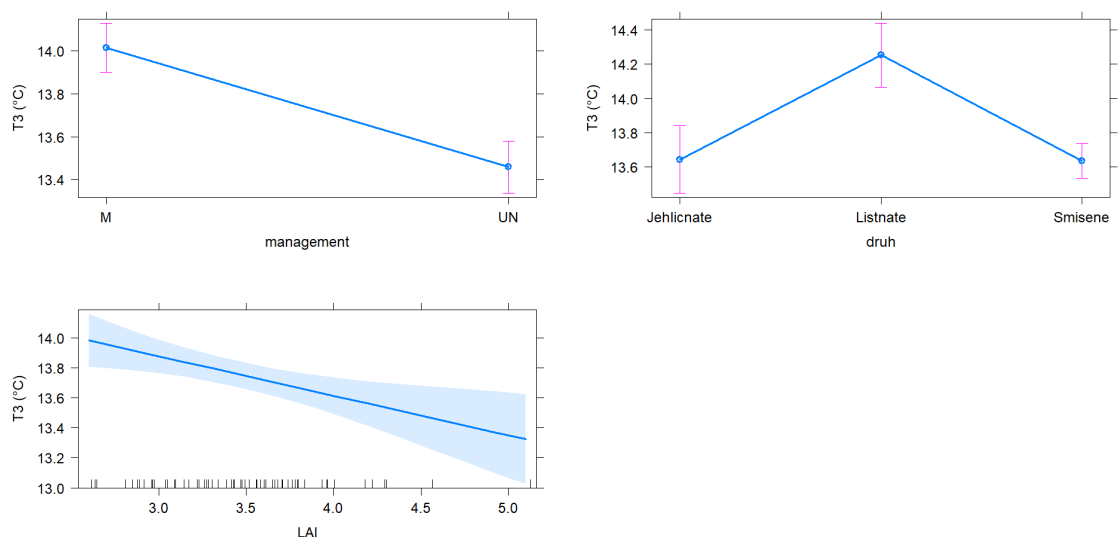 T3 (°C)
14.0
13.8
13.6
13.4
M UN
management
T3 (°C)
14.4
14.2
14.0
13.8
13.6
Jehlicnate Listnate Smisene
druh
T3 (°C)
14.0
13.8
13.6
13.4
13.2
13.0
3.0 3.5 4.0 4.5 5.0
LAI